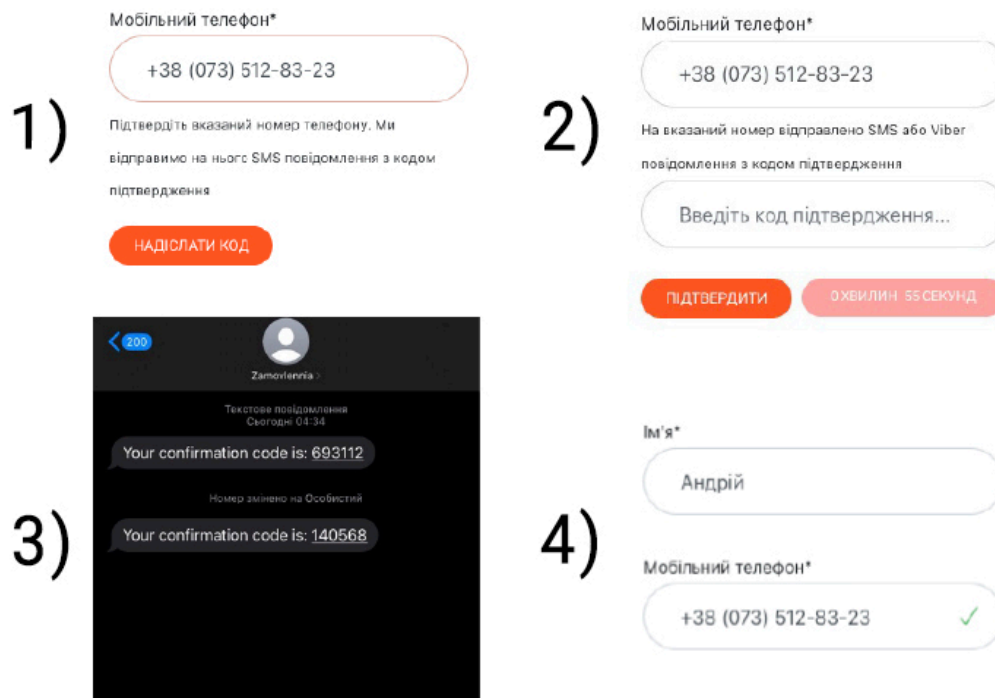 1)
Мобільний телефон*
+38 (073) 512-83-23
Підтвердіть вказаний номер телефону. Ми
відправимо на нього SMS повідомлення з кодом
підтвердження
НАДІСЛАТИ КОД
2)
Мобільний телефон*
+38 (073) 512-83-23
На вказаний номер відправлено SMS або Viber
повідомлення з кодом підтвердження
Введіть код підтвердження...
ПІДТВЕРДИТИ
0 ХВИЛИН 55 СЕКУНД
3)
200
Zamovlennia
Текстове повідомлення
Сьогодні 04:34
Your confirmation code is: 693112
Номер змінено на Особистий
Your confirmation code is: 140568
4)
Ім'я*
Андрій
Мобільний телефон*
+38 (073) 512-83-23